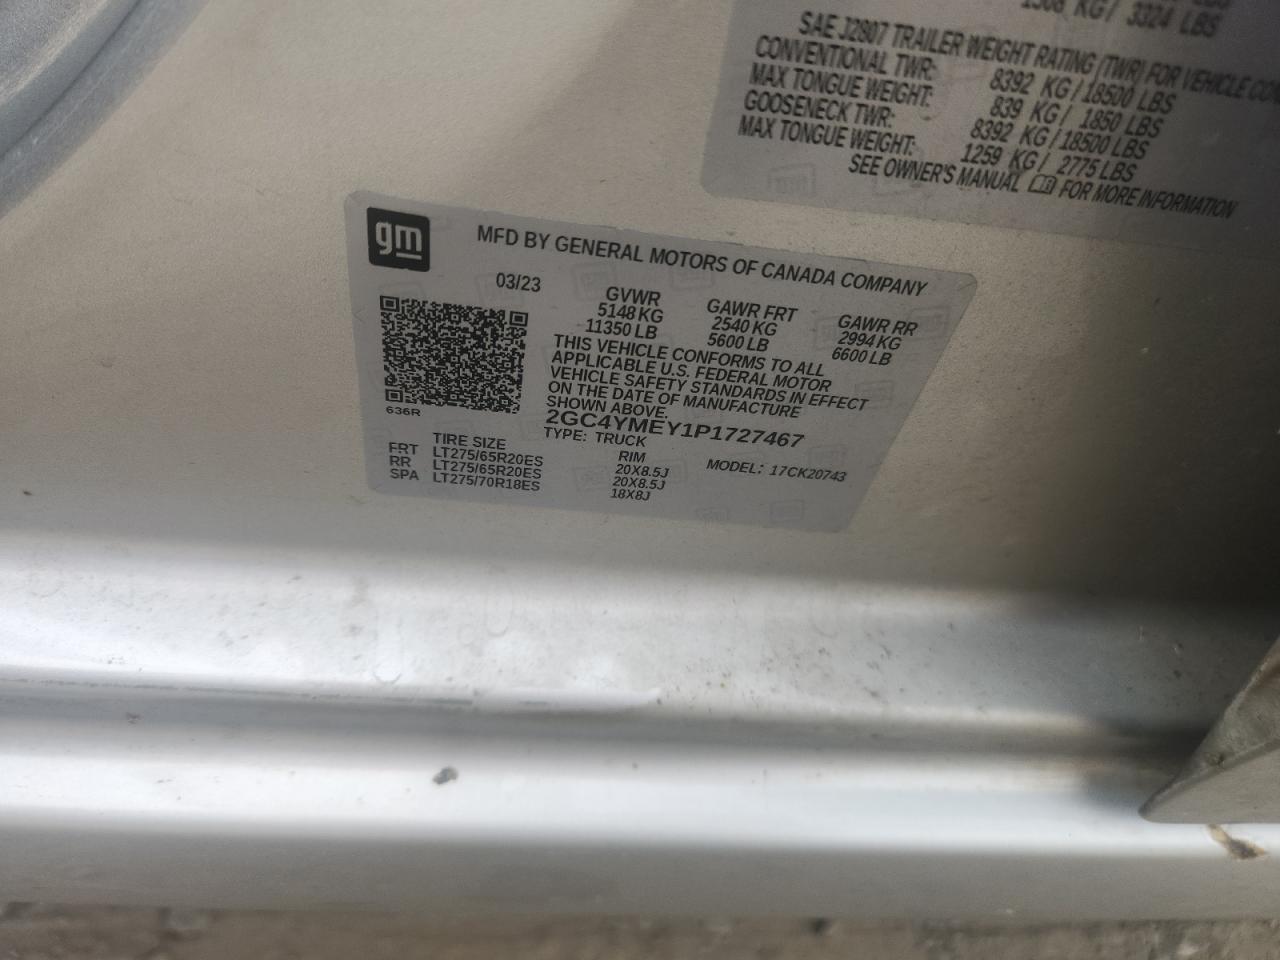 1508 KG / 3324 LBS
SAE J2807 TRAILER WEIGHT RATING (TWR) FOR VEHICLE
CONVENTIONAL TWR: 8392 KG / 18500 LBS
MAX TONGUE WEIGHT: 839 KG / 1850 LBS
GOOSENECK TWR: 8392 KG / 18500 LBS
MAX TONGUE WEIGHT: 1259 KG / 2775 LBS
SEE OWNER'S MANUAL FOR MORE INFORMATION
gm
MFD BY GENERAL MOTORS OF CANADA COMPANY
03/23 GVWR GAWR FRT GAWR RR
5148 KG 2540 KG 2994 KG
11350 LB 5600 LB 6600 LB
THIS VEHICLE CONFORMS TO ALL
APPLICABLE U.S. FEDERAL MOTOR
VEHICLE SAFETY STANDARDS IN EFFECT
ON THE DATE OF MANUFACTURE
SHOWN ABOVE.
636R
2GC4YMEY1P1727467
TYPE: TRUCK MODEL: 17CK20743
TIRE SIZE RIM
FRT LT275/65R20ES 20X8.5J
RR LT275/65R20ES 20X8.5J
SPA LT275/70R18ES 18X8J